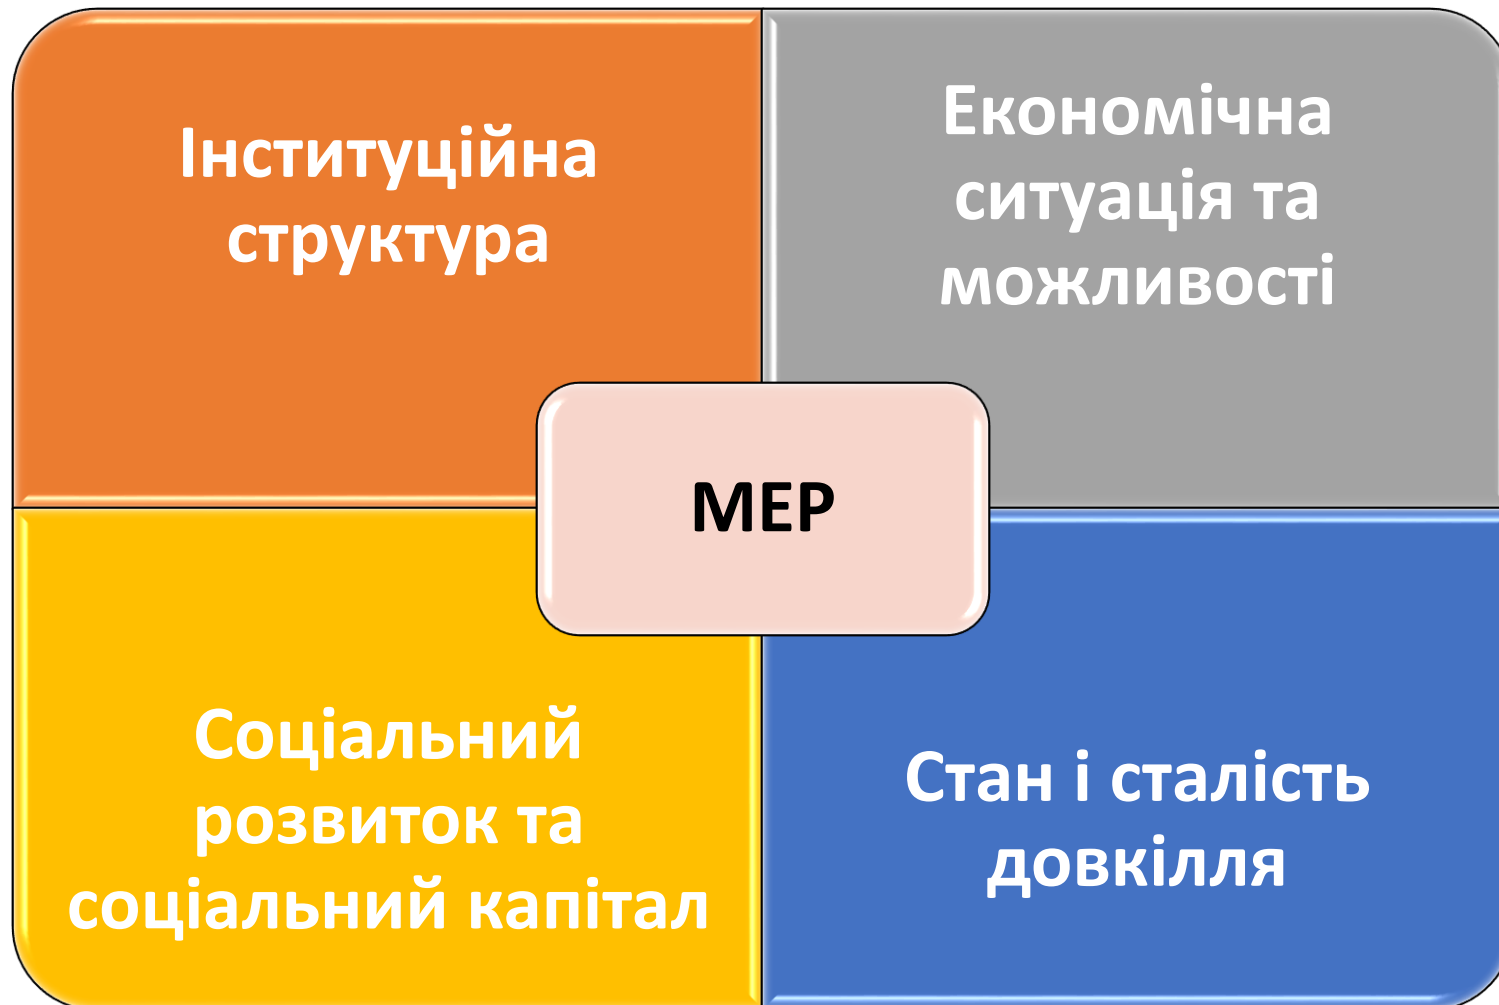 Інституційна
структура
Економічна
ситуація та
можливості
МЕР
Соціальний
розвиток та
соціальний капітал
Стан і сталість
довкілля